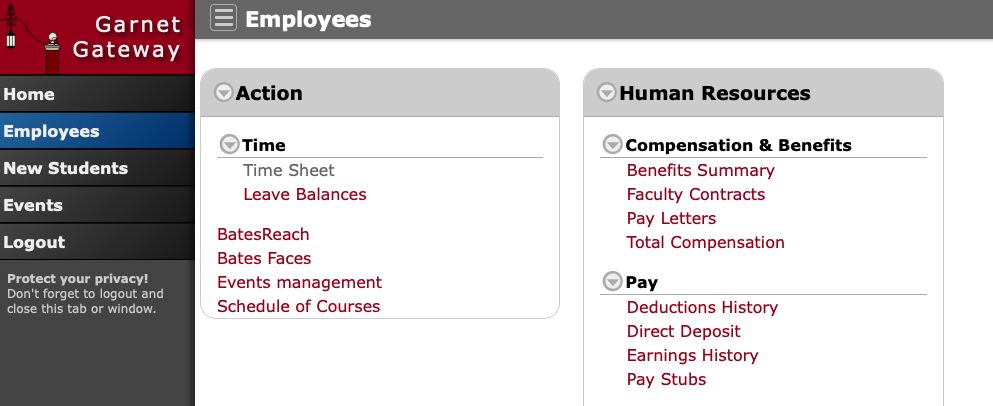 Garnet
Gateway
Home
Employees
New Students
Events
Logout
Protect your privacy!
Don't forget to logout and
close this tab or window.
Employees
Action
Time
Time Sheet
Leave Balances
BatesReach
Bates Faces
Events management
Schedule of Courses
Human Resources
Compensation & Benefits
Benefits Summary
Faculty Contracts
Pay Letters
Total Compensation
Pay
Deductions History
Direct Deposit
Earnings History
Pay Stubs